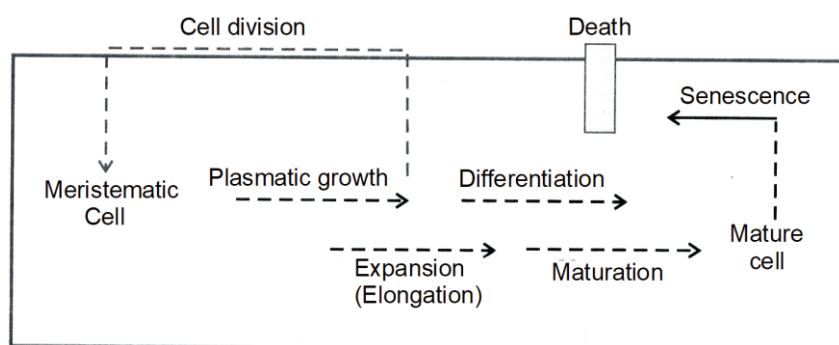 Cell division
Death
Senescence
Plasmatic growth
Differentiation
Meristematic
Cell
Expansion
(Elongation)
Maturation
Mature
cell